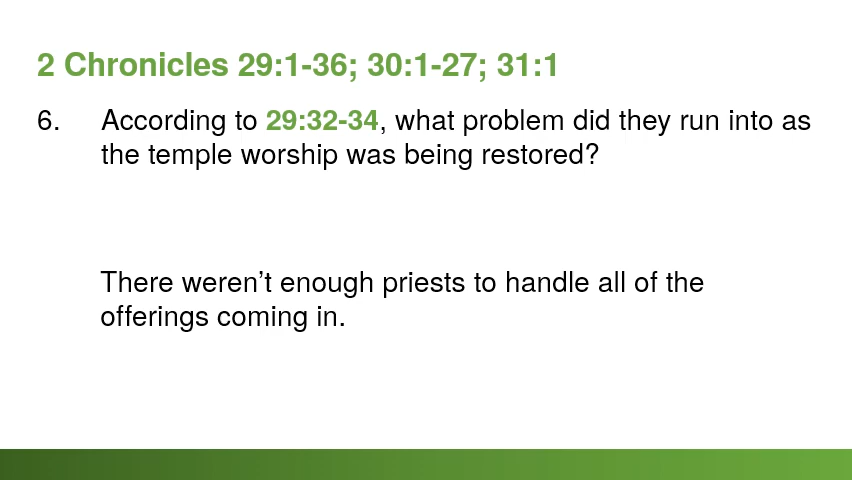 2 Chronicles 29:1-36; 30:1-27; 31:1
6. According to 29:32-34, what problem did they run into as
the temple worship was being restored?
There weren’t enough priests to handle all of the
offerings coming in.